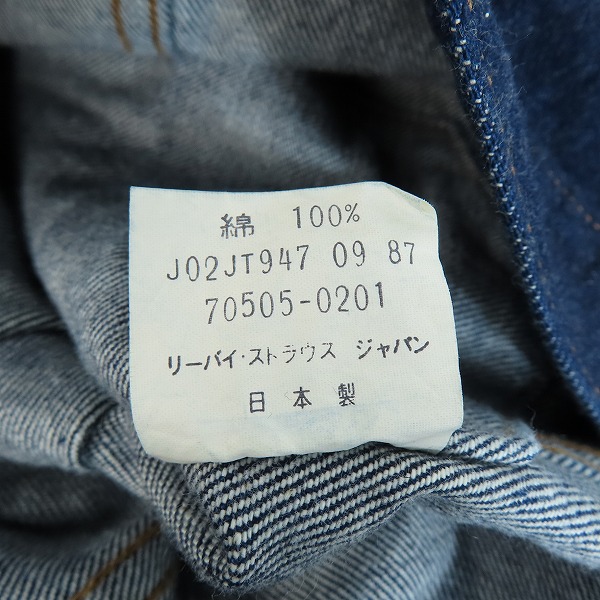 綿 100%
J02JT947 09 87
70505-0201
リーバイ・ストラウス ジャパン
日本製